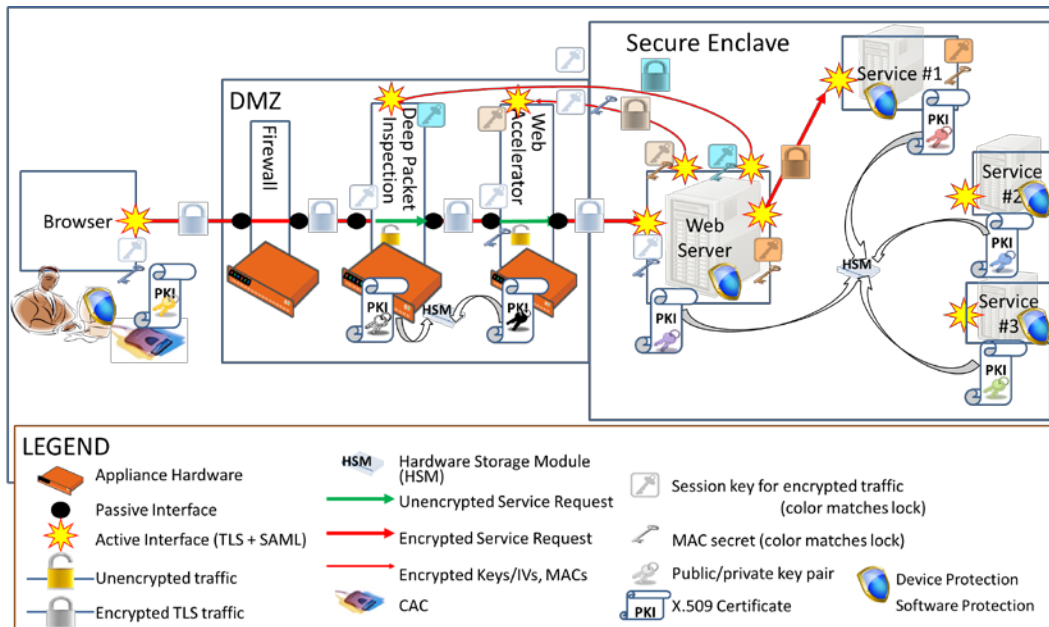 Secure Enclave
DMZ
Service #1
PKI
Firewall
Deep Packet
Inspection
Web
Accelerator
Browser
Web
Server
Service
#2
PKI
HSM
PKI
PKI
HSM
PKI
PKI
Service
#3
PKI
LEGEND
Appliance Hardware
Passive Interface
Active Interface (TLS + SAML)
Unencrypted traffic
Encrypted TLS traffic
HSM
Hardware Storage Module
(HSM)
Unencrypted Service Request
Encrypted Service Request
Encrypted Keys/IVs, MACs
CAC
Session key for encrypted traffic
(color matches lock)
MAC secret (color matches lock)
Public/private key pair
PKI
X.509 Certificate
Device Protection
Software Protection